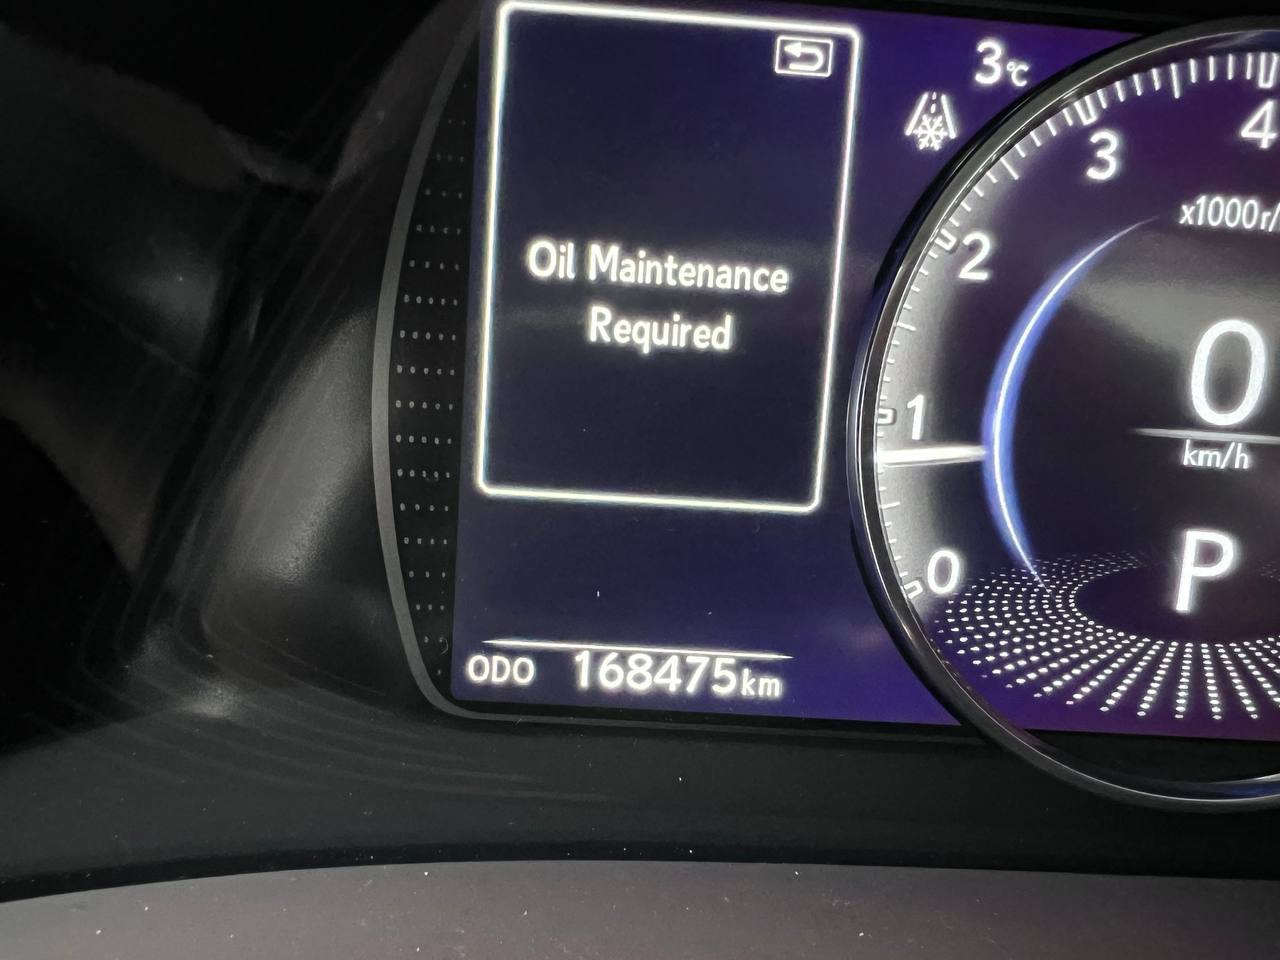 3℃
4
3
x1000r/
2
Oil Maintenance
Required
0
1
km/h
P
0
ODO 168475km